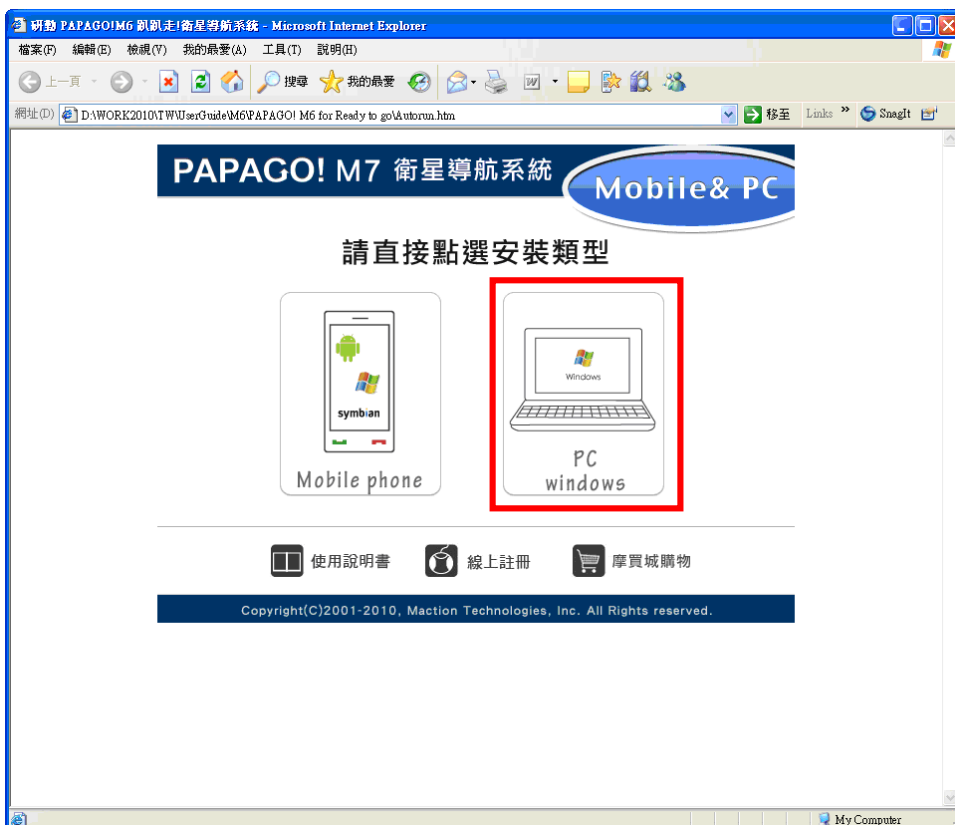 研勤 PAPAGO!M6 趴趴走!衛星導航系統 - Microsoft Internet Explorer
檔案(F) 編輯(E) 檢視(V) 我的最愛(A) 工具(T) 說明(H)
上一頁 搜尋 我的最愛
網址(D) D:\WORK2010\TW\UserGuide\M6\PAPAGO! M6 for Ready to go\Autorun.htm 移至 Links » SnagIt
PAPAGO! M7 衛星導航系統 Mobile& PC
請直接點選安裝類型
symbian
Mobile phone
Windows
PC
windows
使用說明書 線上註冊 摩買城購物
Copyright(C)2001-2010, Maction Technologies, Inc. All Rights reserved.
My Computer